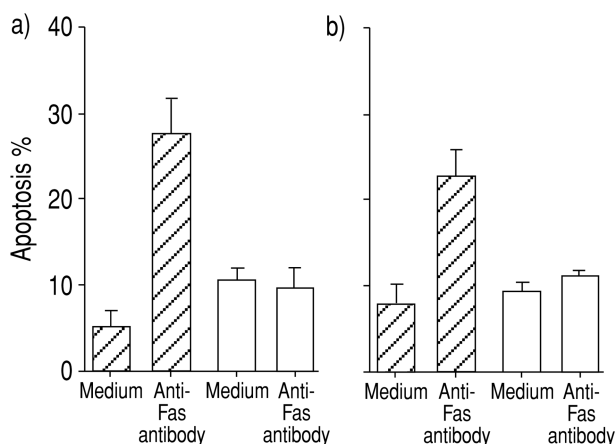 a)
b)
40
30
20
10
0
Apoptosis %
Medium
Anti-
Fas
antibody
Medium
Anti-
Fas
antibody
Medium
Anti-
Fas
antibody
Medium
Anti-
Fas
antibody